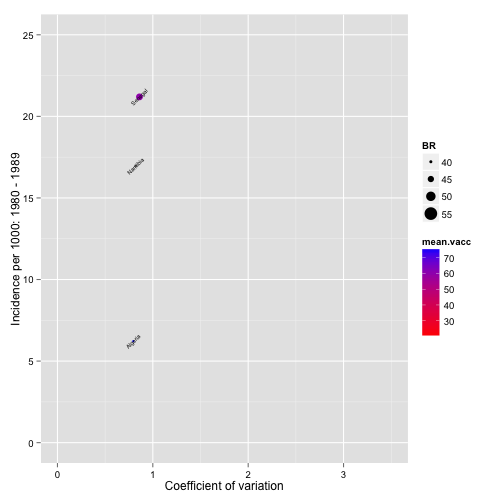 25
20
15
10
5
0
Incidence per 1000: 1980 - 1989
Senegal
Namibia
Algeria
0 1 2 3
Coefficient of variation
BR
40
45
50
55
mean.vacc
70
60
50
40
30